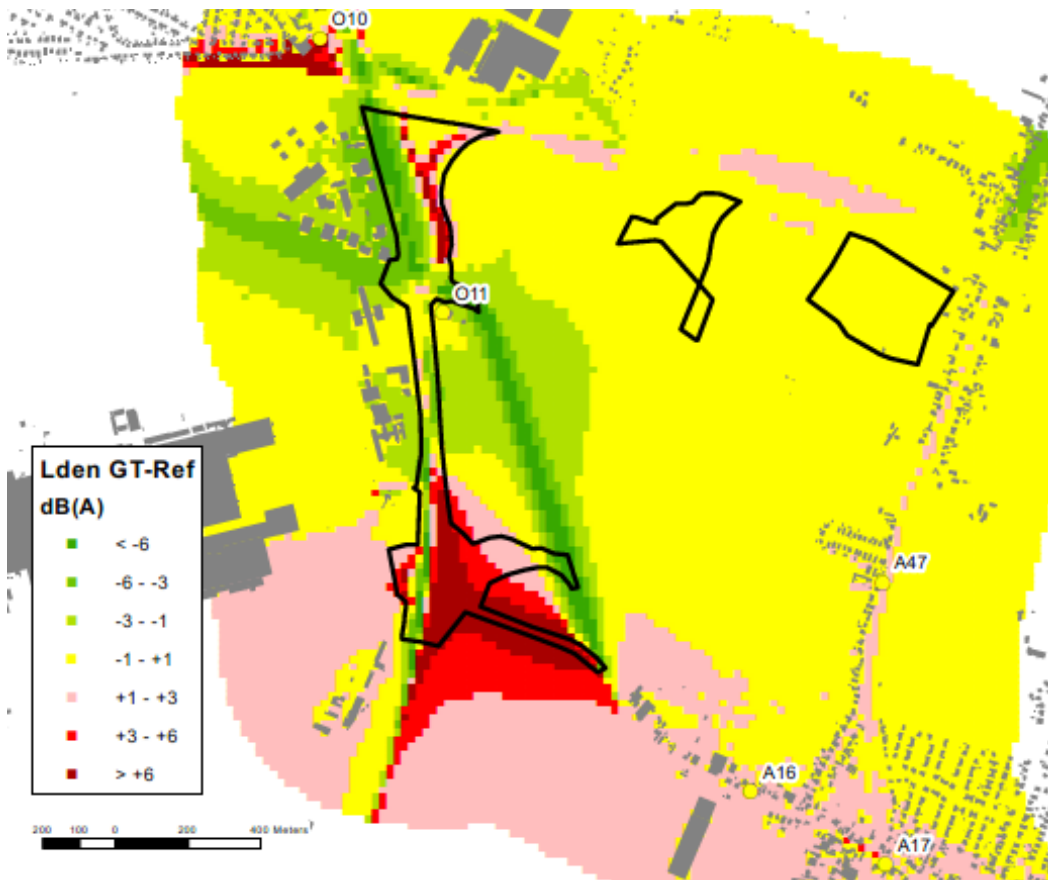 O10
O11
Lden GT-Ref
dB(A)
< -6
-6 - -3
-3 - -1
-1 - +1
+1 - +3
+3 - +6
> +6
A47
A16
A17
200 100 0 200 400 Meters